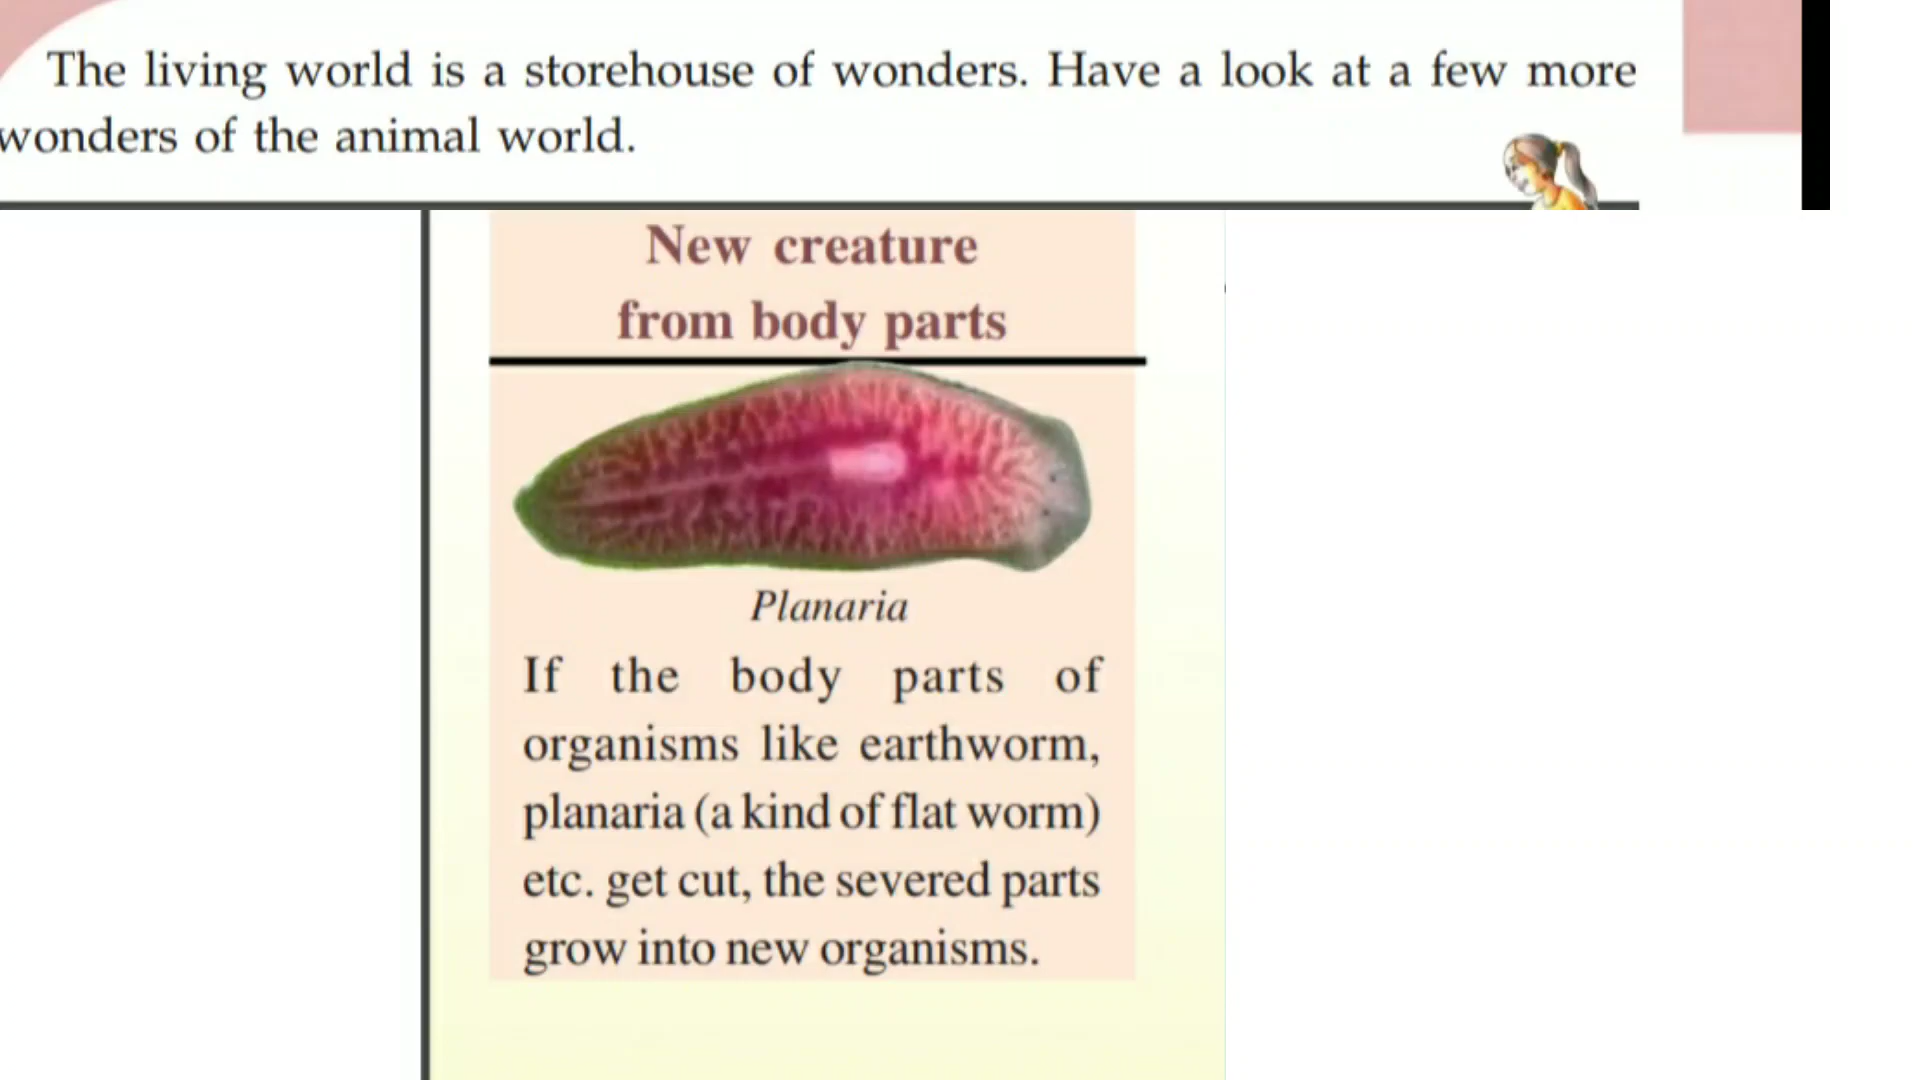 The living world is a storehouse of wonders. Have a look at a few more
wonders of the animal world.
New creature
from body parts
Planaria
If the body parts of
organisms like earthworm,
planaria (a kind of flat worm)
etc. get cut, the severed parts
grow into new organisms.